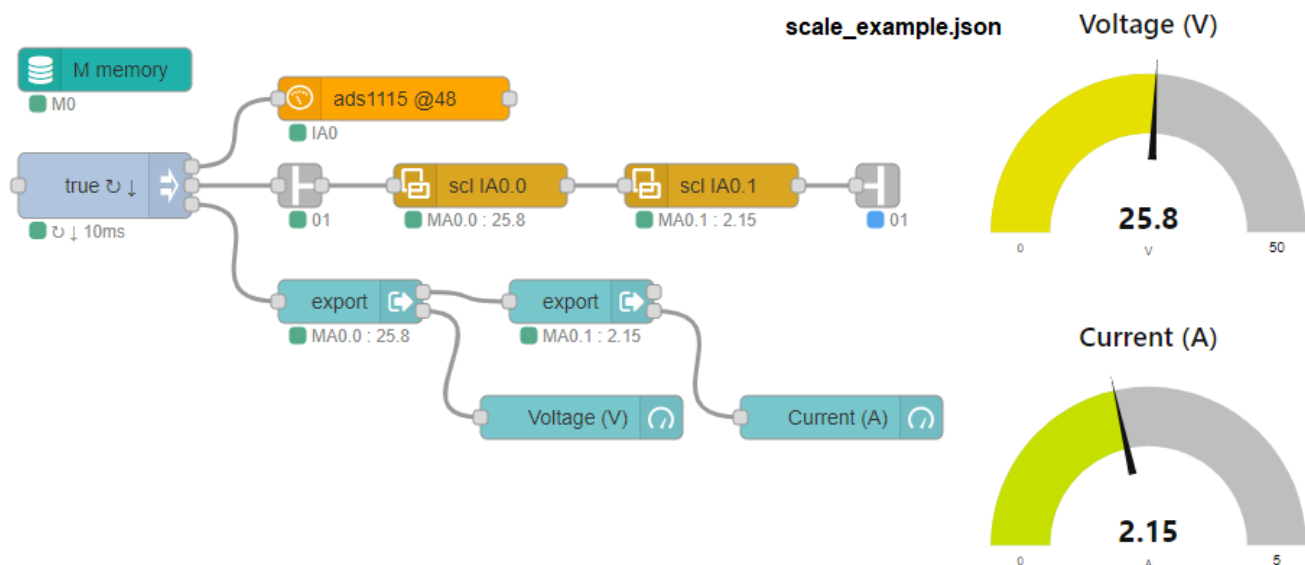 scale_example.json
Voltage (V)
M memory
M0
ads1115 @48
IA0
true ↻ ↓
↻ ↓ 10ms
01
scl IA0.0
MA0.0 : 25.8
scl IA0.1
MA0.1 : 2.15
01
25.8
0
V
50
export
MA0.0 : 25.8
export
MA0.1 : 2.15
Voltage (V)
Current (A)
Current (A)
2.15
0
A
5